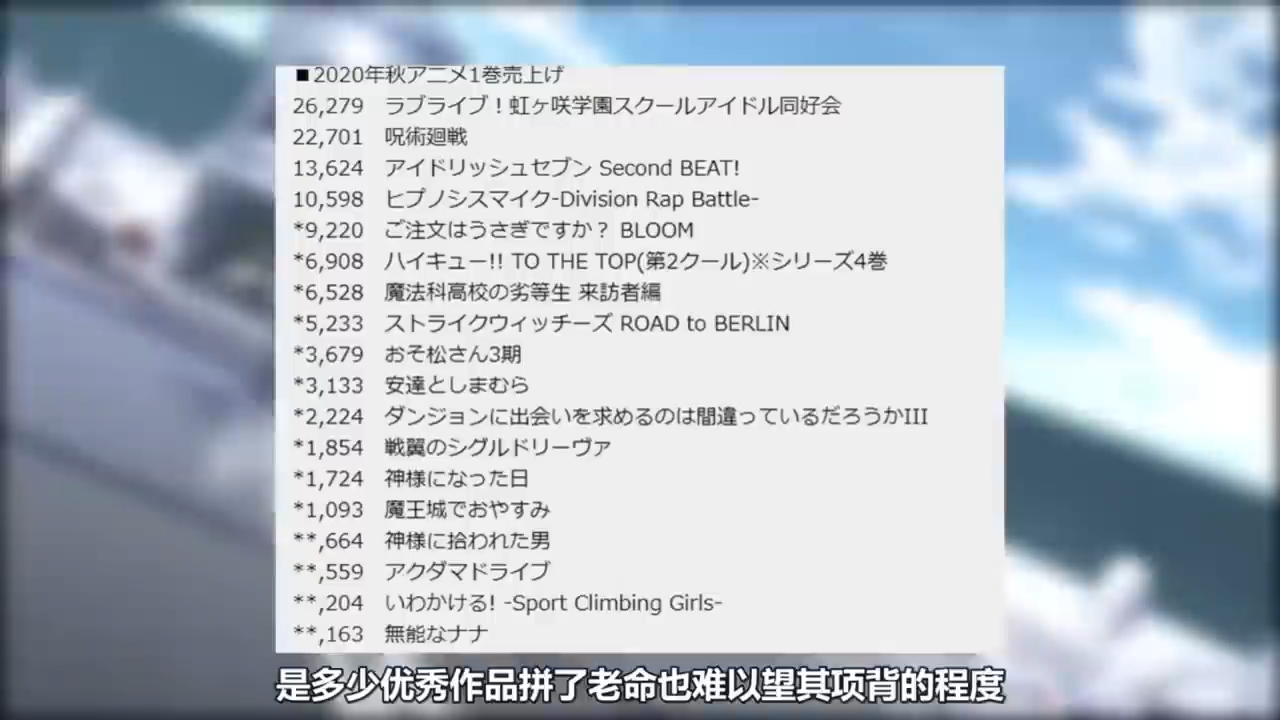 ■2020年秋アニメ1巻売上げ
26,279 ラブライブ！虹ヶ咲学園スクールアイドル同好会
22,701 呪術廻戦
13,624 アイドリッシュセブン Second BEAT!
10,598 ヒプノシスマイク-Division Rap Battle-
*9,220 ご注文はうさぎですか？ BLOOM
*6,908 ハイキュー!! TO THE TOP(第2クール)※シリーズ4巻
*6,528 魔法科高校の劣等生 来訪者編
*5,233 ストライクウィッチーズ ROAD to BERLIN
*3,679 おそ松さん3期
*3,133 安達としまむら
*2,224 ダンジョンに出会いを求めるのは間違っているだろうかIII
*1,854 戦翼のシグルドリーヴァ
*1,724 神様になった日
*1,093 魔王城でおやすみ
**,664 神様に拾われた男
**,559 アクダマドライブ
**,204 いわかける! -Sport Climbing Girls-
**,163 無能なナナ
是多少优秀作品拼了老命也难以望其项背的程度